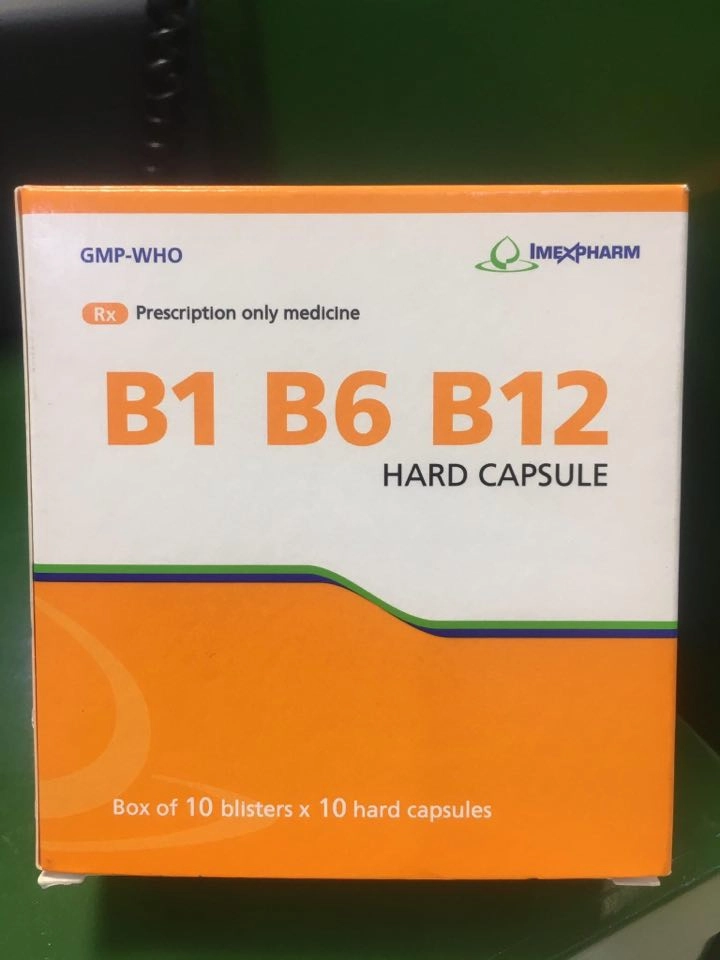 GMP-WHO
IMEXPHARM
Rx Prescription only medicine
B1 B6 B12
HARD CAPSULE
Box of 10 blisters x 10 hard capsules